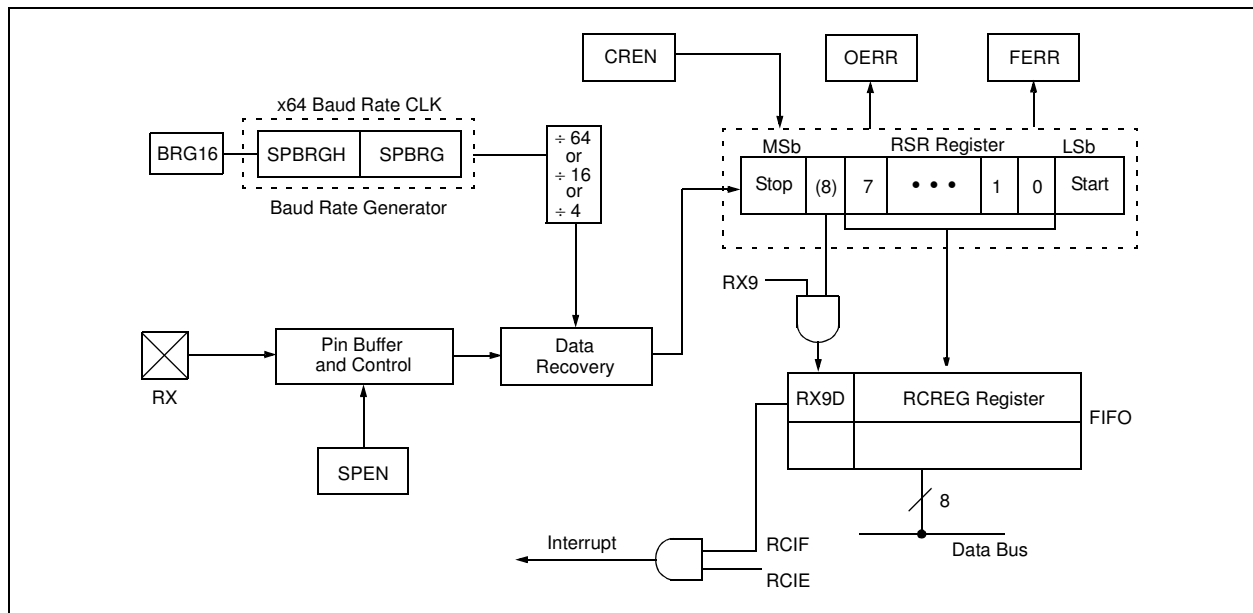 CREN
OERR
FERR
x64 Baud Rate CLK
BRG16
SPBRGH
SPBRG
Baud Rate Generator
÷ 64
or
÷ 16
or
÷ 4
MSb
RSR Register
LSb
Stop
(8)
7
• • •
1
0
Start
RX9
RX
Pin Buffer
and Control
Data
Recovery
SPEN
RX9D
RCREG Register
FIFO
8
Data Bus
Interrupt
RCIF
RCIE